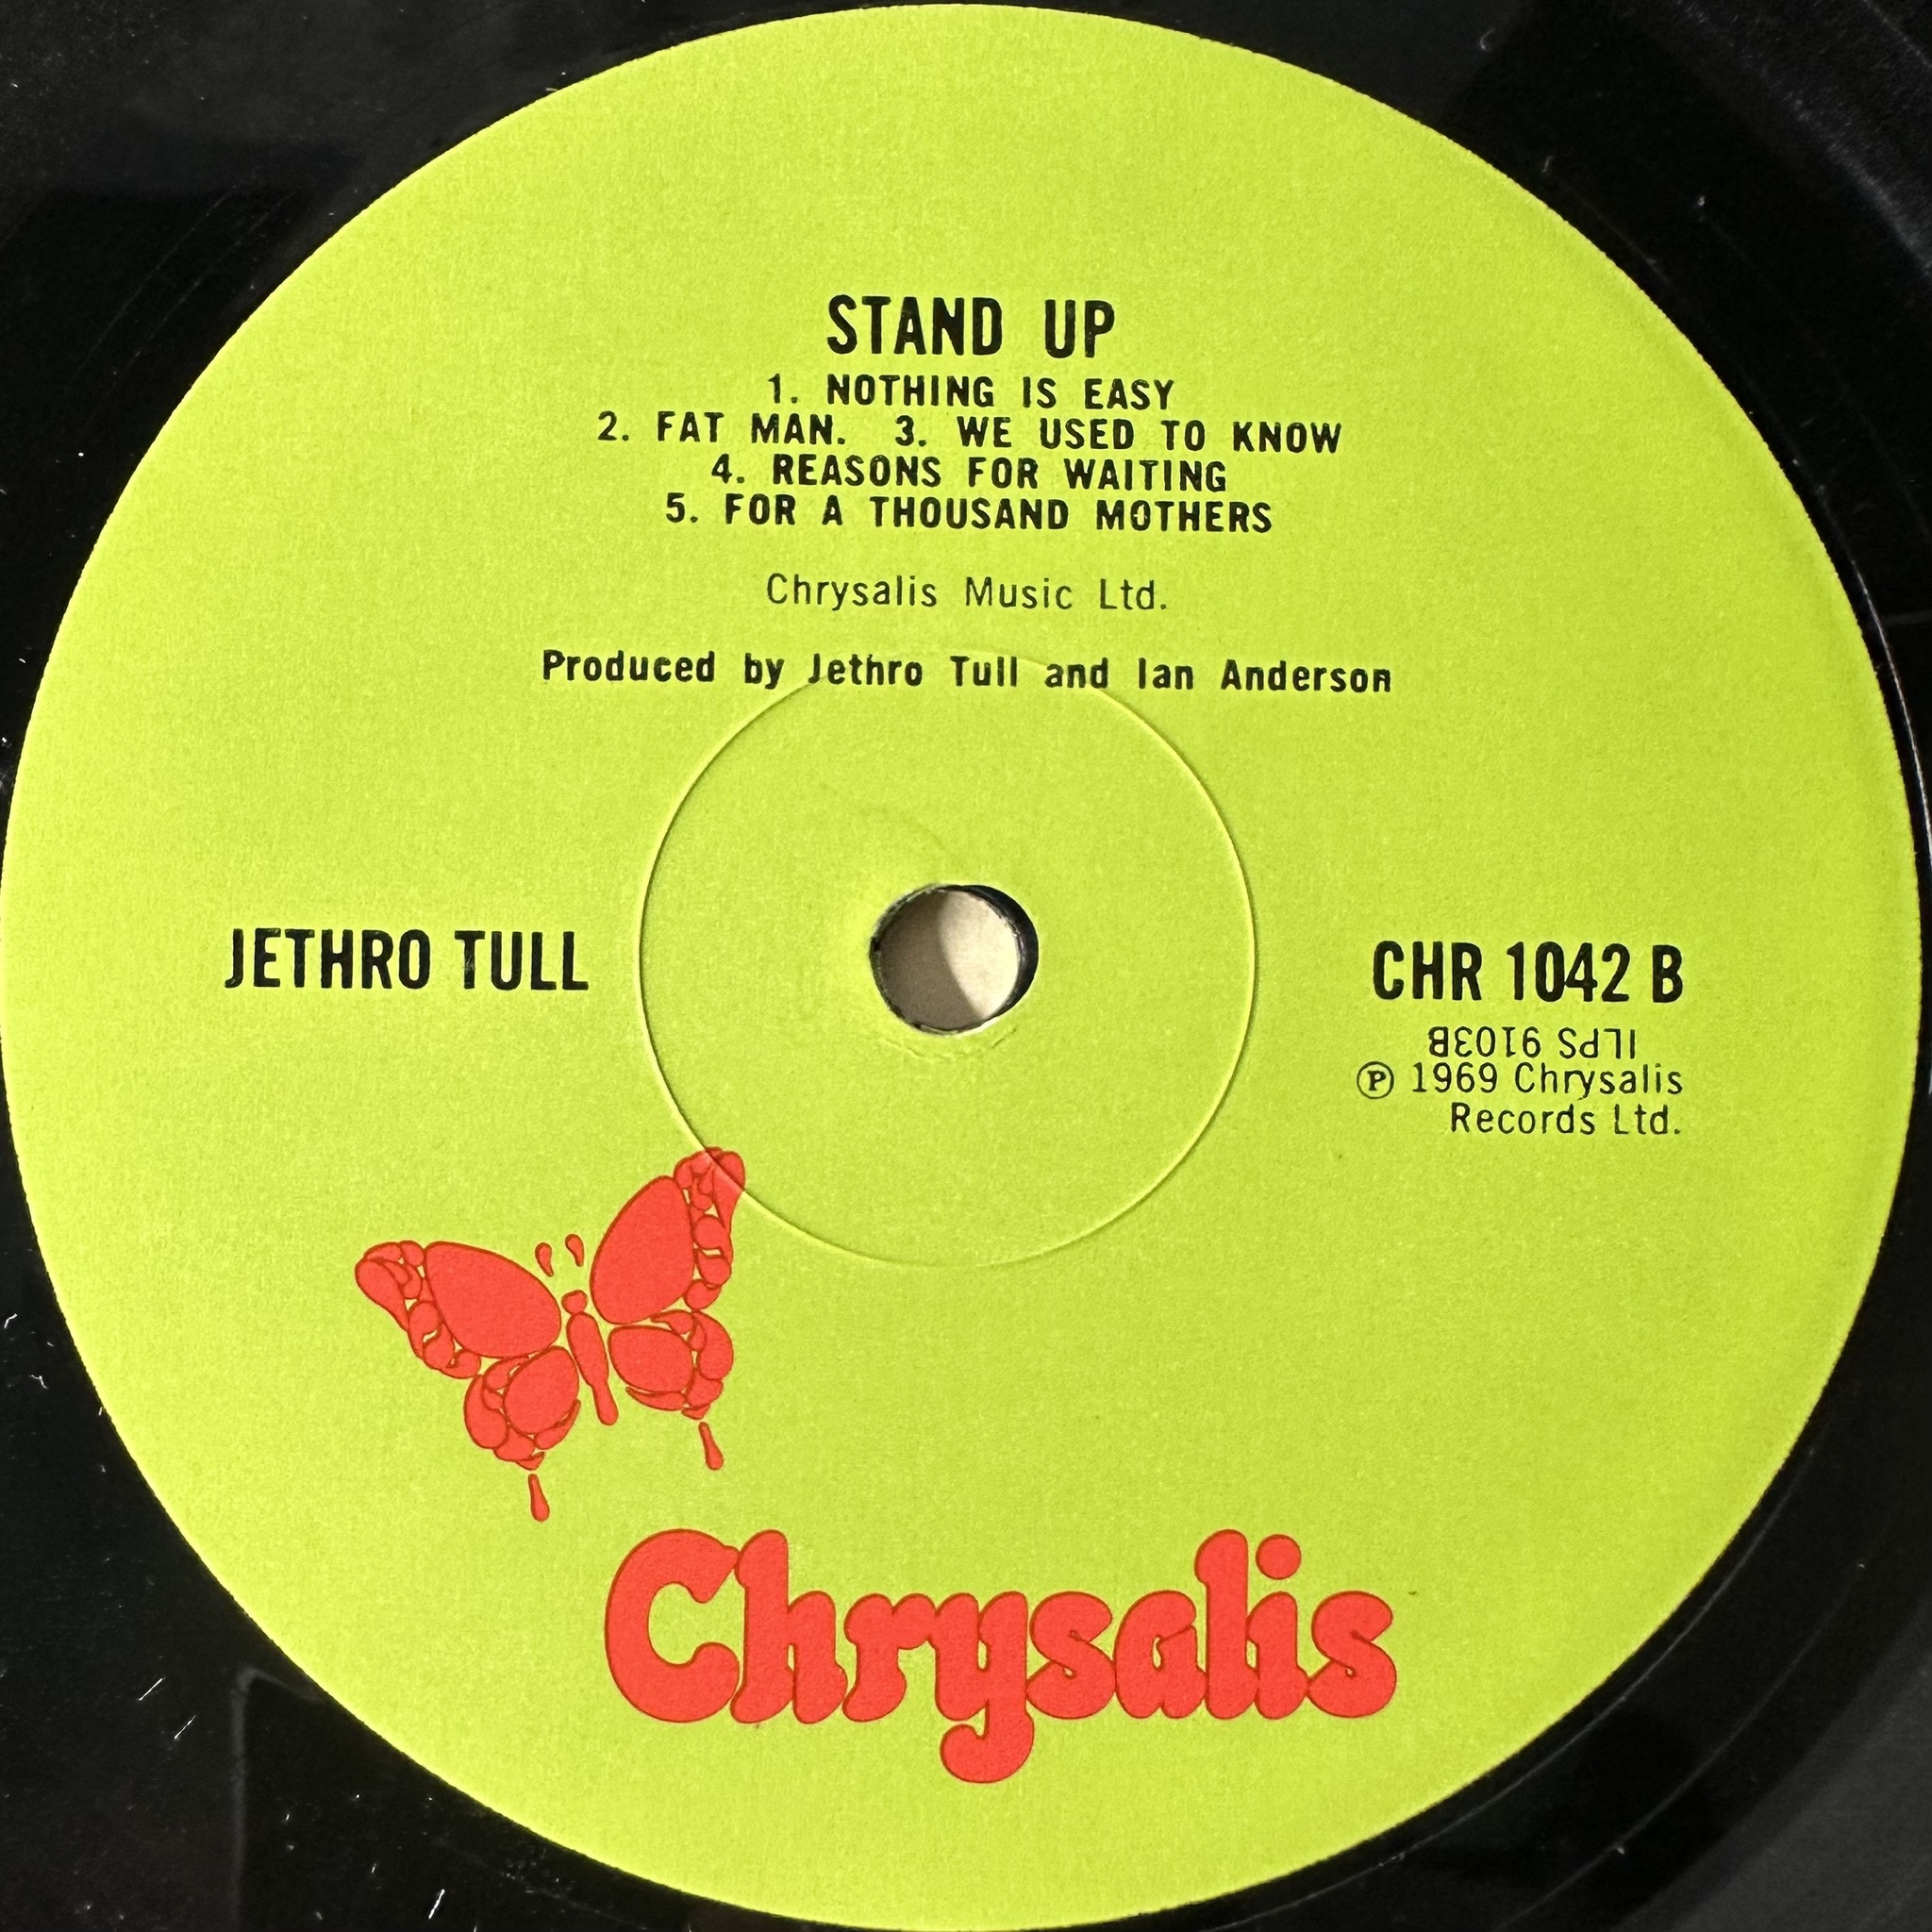 STAND UP
1. NOTHING IS EASY
2. FAT MAN. 3. WE USED TO KNOW
4. REASONS FOR WAITING
5. FOR A THOUSAND MOTHERS
Chrysalis Music Ltd.
Produced by Jethro Tull and Ian Anderson
JETHRO TULL
CHR 1042 B
ILPS 9103B
℗ 1969 Chrysalis
Records Ltd.
Chrysalis